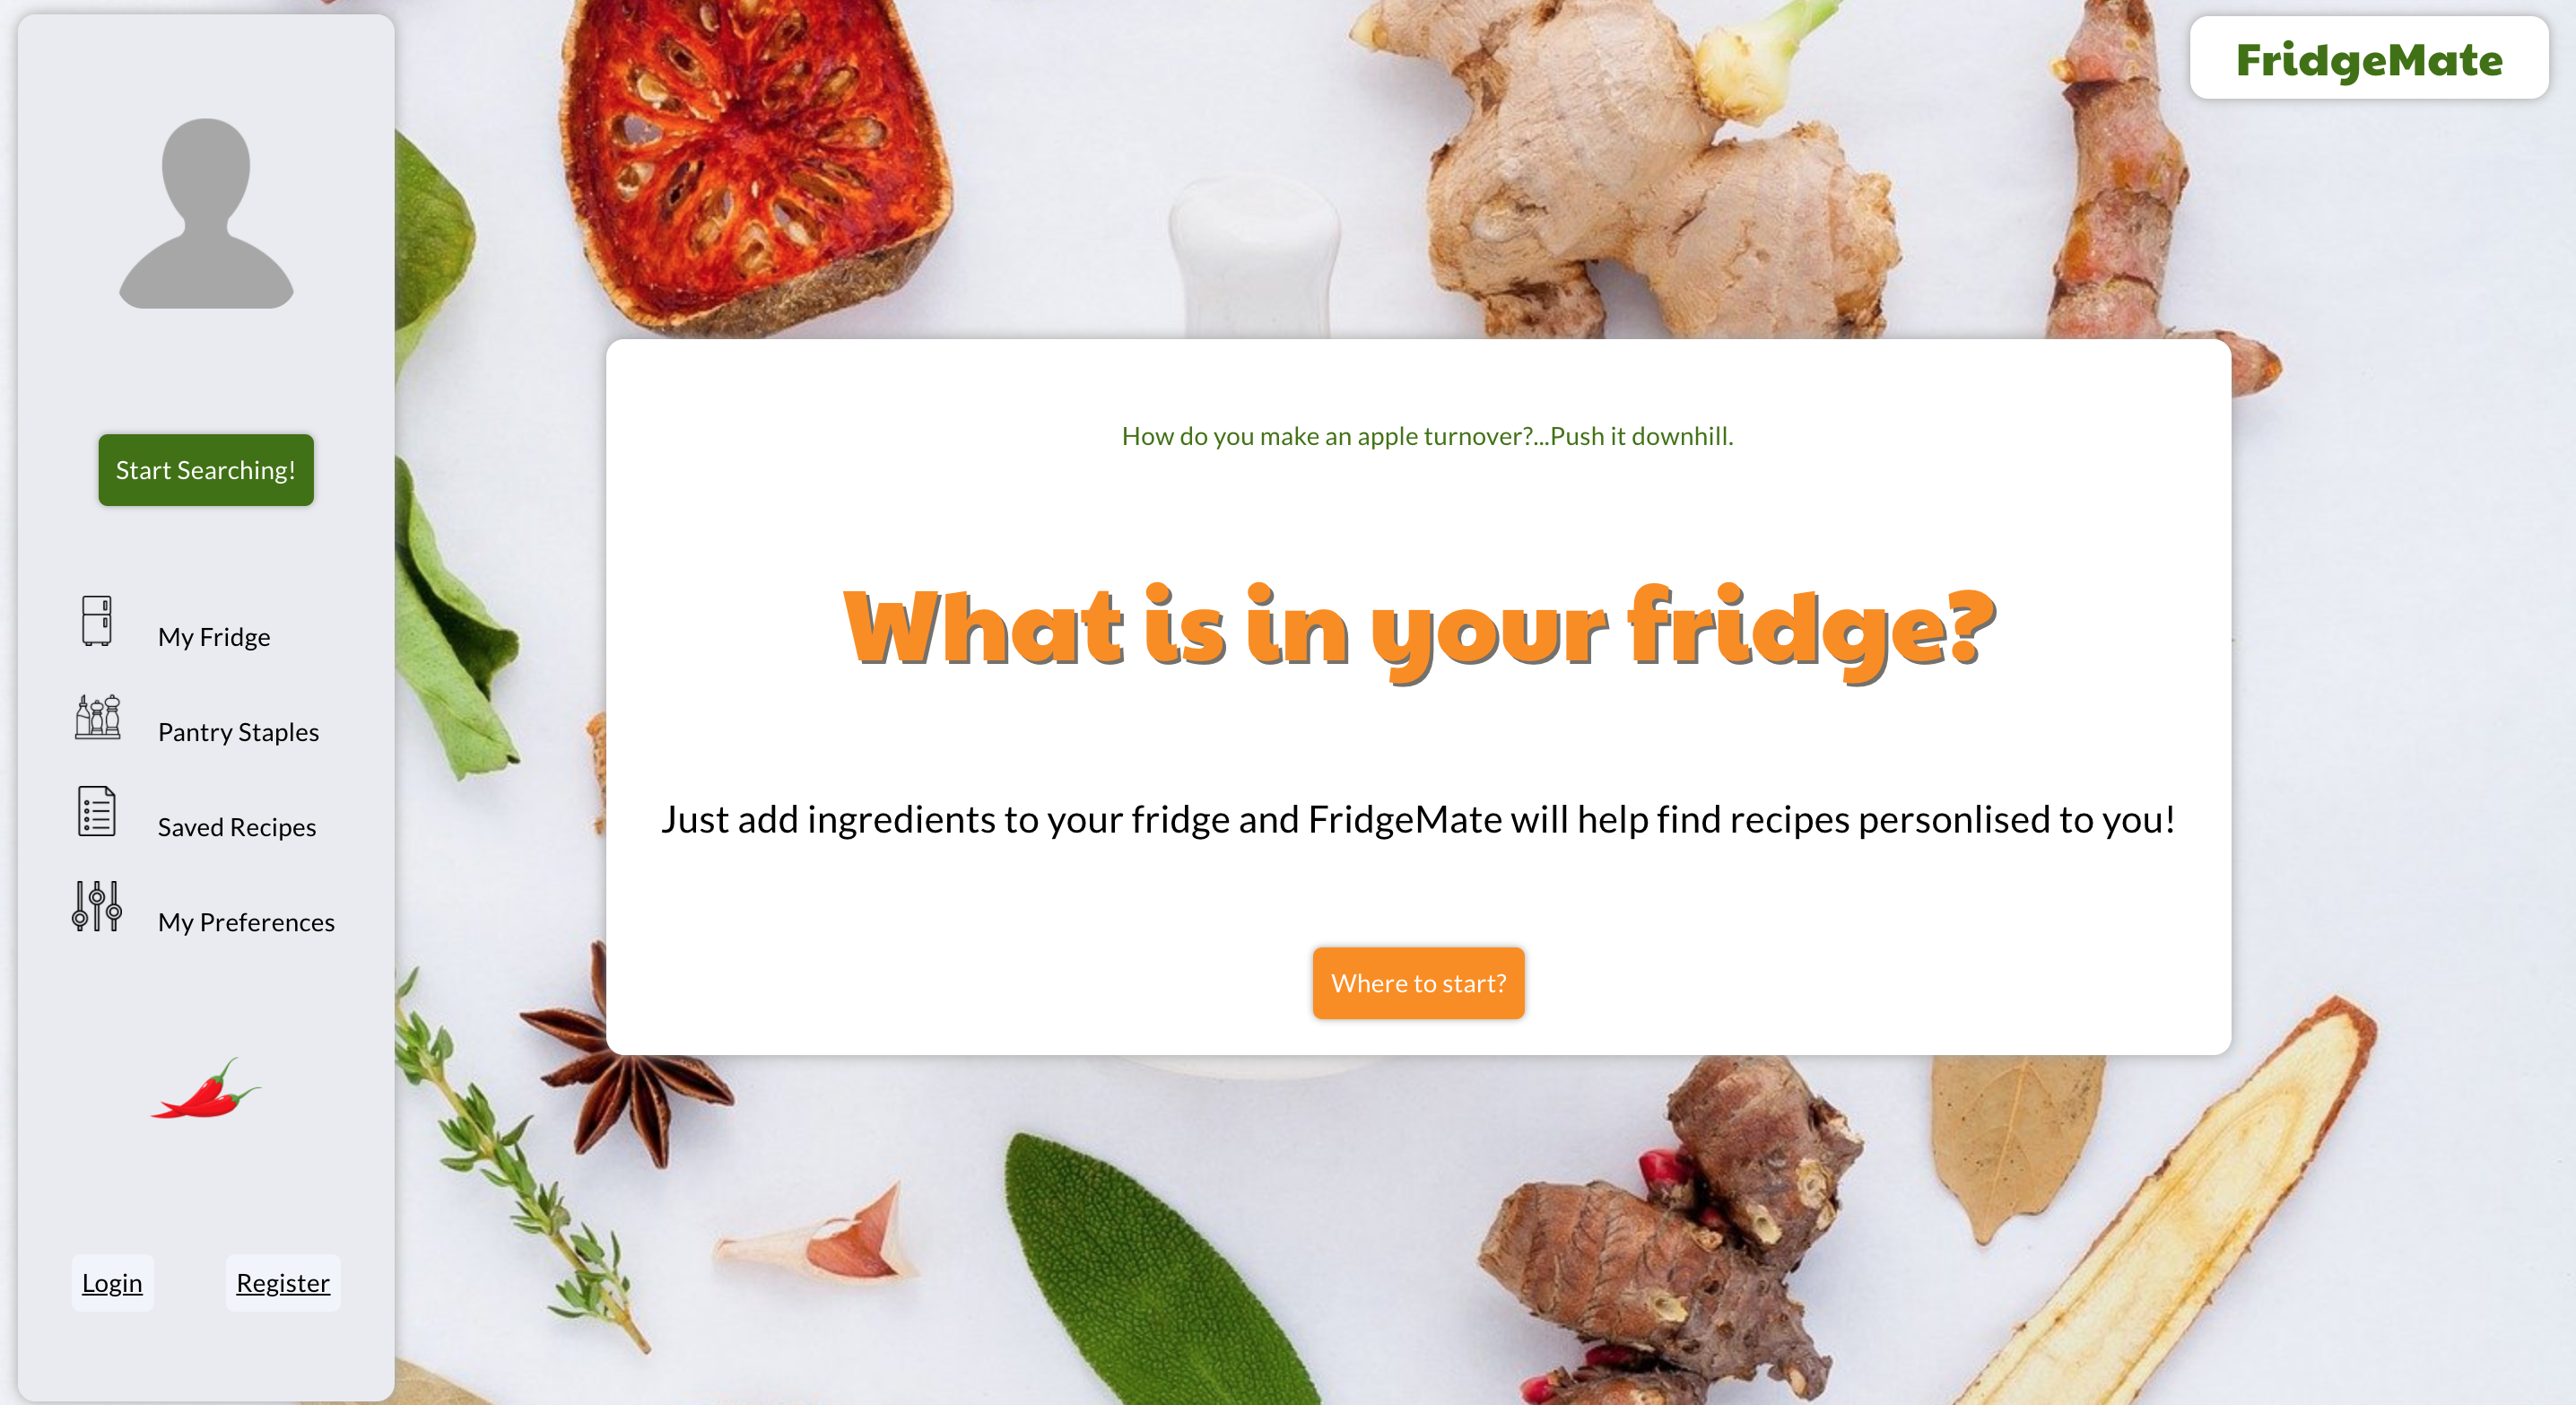 FridgeMate
Start Searching!
My Fridge
Pantry Staples
Saved Recipes
My Preferences
Login
Register
How do you make an apple turnover?...Push it downhill.
What is in your fridge?
Just add ingredients to your fridge and FridgeMate will help find recipes personlised to you!
Where to start?